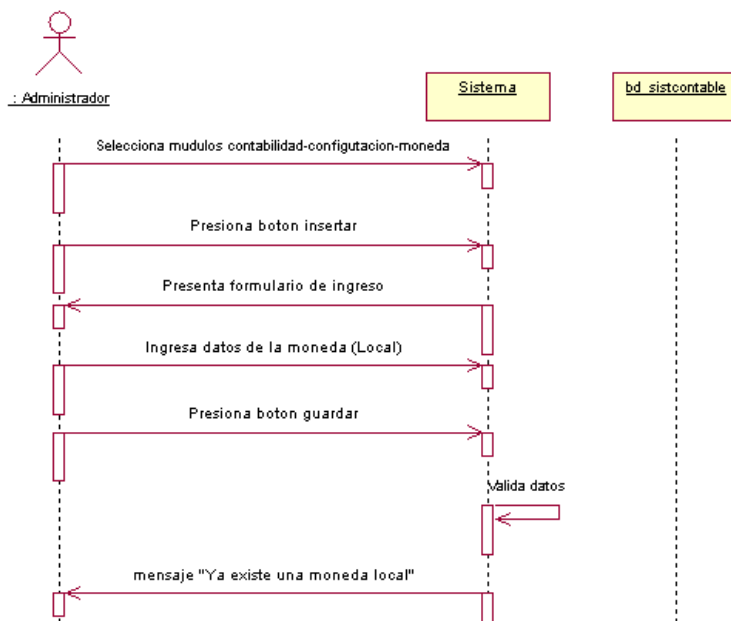 Sistema
bd_sistcontable
: Administrador
Selecciona mudulos contabilidad-configutacion-moneda
Presiona boton insertar
Presenta formulario de ingreso
Ingresa datos de la moneda (Local)
Presiona boton guardar
Valida datos
mensaje "Ya existe una moneda local"